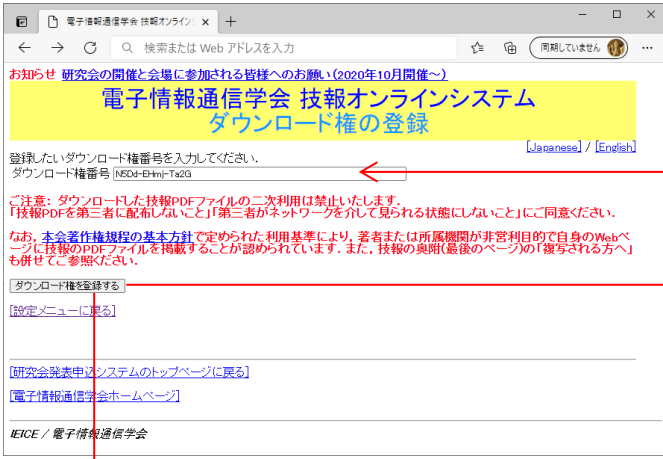 電子情報通信学会 技報オンライン
検索または Web アドレスを入力
同期していません
お知らせ 研究会の開催と会場に参加される皆様へのお願い(2020年10月開催～)
電子情報通信学会 技報オンラインシステム
ダウンロード権の登録
[Japanese] / [English]
登録したいダウンロード権番号を入力してください.
ダウンロード権番号 N5Dd-EHmj-Ta2G
ご注意: ダウンロードした技報PDFファイルの二次利用は禁止いたします.
「技報PDFを第三者に配布しないこと」「第三者がネットワークを介して見られる状態にしないこと」にご同意ください.
なお, 本会著作権規程の基本方針で定められた利用基準により, 著者または所属機関が非営利目的で自身のWebペ
ージに技報のPDFファイルを掲載することが認められています. また, 技報の奥附(最後のページ)の「複写される方へ」
も併せてご参照ください.
ダウンロード権を登録する
[設定メニューに戻る]
[研究会発表申込システムのトップページに戻る]
[電子情報通信学会ホームページ]
IEICE / 電子情報通信学会